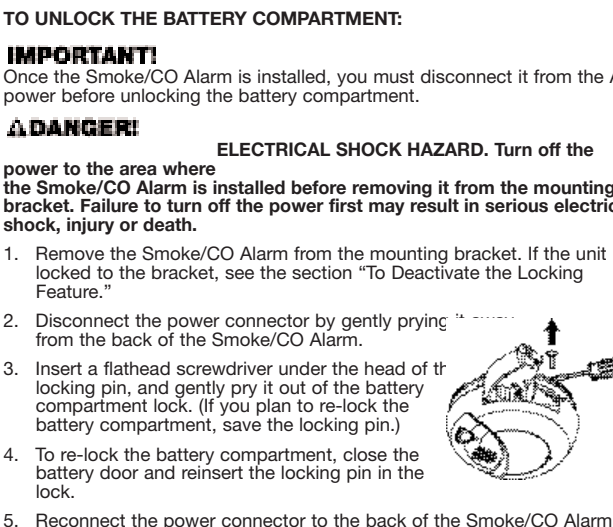 TO UNLOCK THE BATTERY COMPARTMENT:
IMPORTANT!
Once the Smoke/CO Alarm is installed, you must disconnect it from the
power before unlocking the battery compartment.
⚠DANGER!
ELECTRICAL SHOCK HAZARD. Turn off the
power to the area where
the Smoke/CO Alarm is installed before removing it from the mounting
bracket. Failure to turn off the power first may result in serious electric
shock, injury or death.
1. Remove the Smoke/CO Alarm from the mounting bracket. If the unit
locked to the bracket, see the section “To Deactivate the Locking
Feature.”
2. Disconnect the power connector by gently prying it away
from the back of the Smoke/CO Alarm.
3. Insert a flathead screwdriver under the head of th
locking pin, and gently pry it out of the battery
compartment lock. (If you plan to re-lock the
battery compartment, save the locking pin.)
4. To re-lock the battery compartment, close the
battery door and reinsert the locking pin in the
lock.
5. Reconnect the power connector to the back of the Smoke/CO Alarm